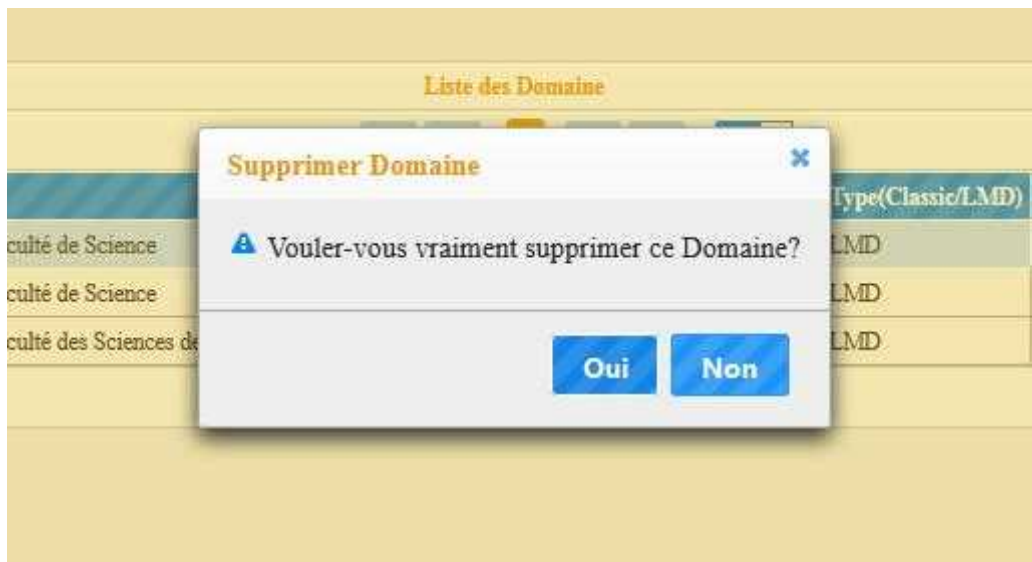 Liste des Domaine
Supprimer Domaine
Type(Classic/LMD)
culté de Science
LMD
Vouler-vous vraiment supprimer ce Domaine?
culté de Science
LMD
culté des Sciences de
LMD
Oui
Non